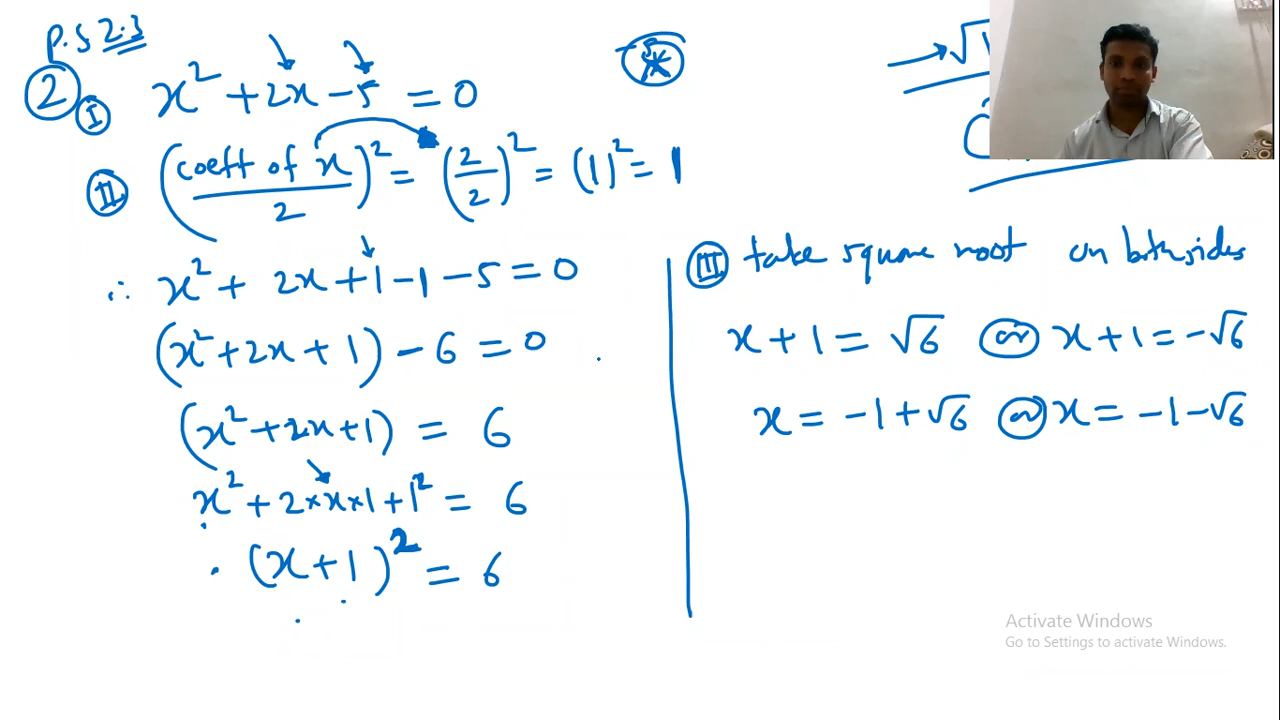 P.S 2.3
② Ⓘ x² + 2x - 5 = 0
Ⓘ Ⓘ (coeff of x / 2)² = (2/2)² = (1)² = 1
∴ x² + 2x + 1 - 1 - 5 = 0
(x² + 2x + 1) - 6 = 0
(x² + 2x + 1) = 6
x² + 2 × x × 1 + 1² = 6
(x + 1)² = 6
III take square root on both sides
x + 1 = √6 or x + 1 = -√6
x = -1 + √6 or x = -1 - √6
Activate Windows
Go to Settings to activate Windows.